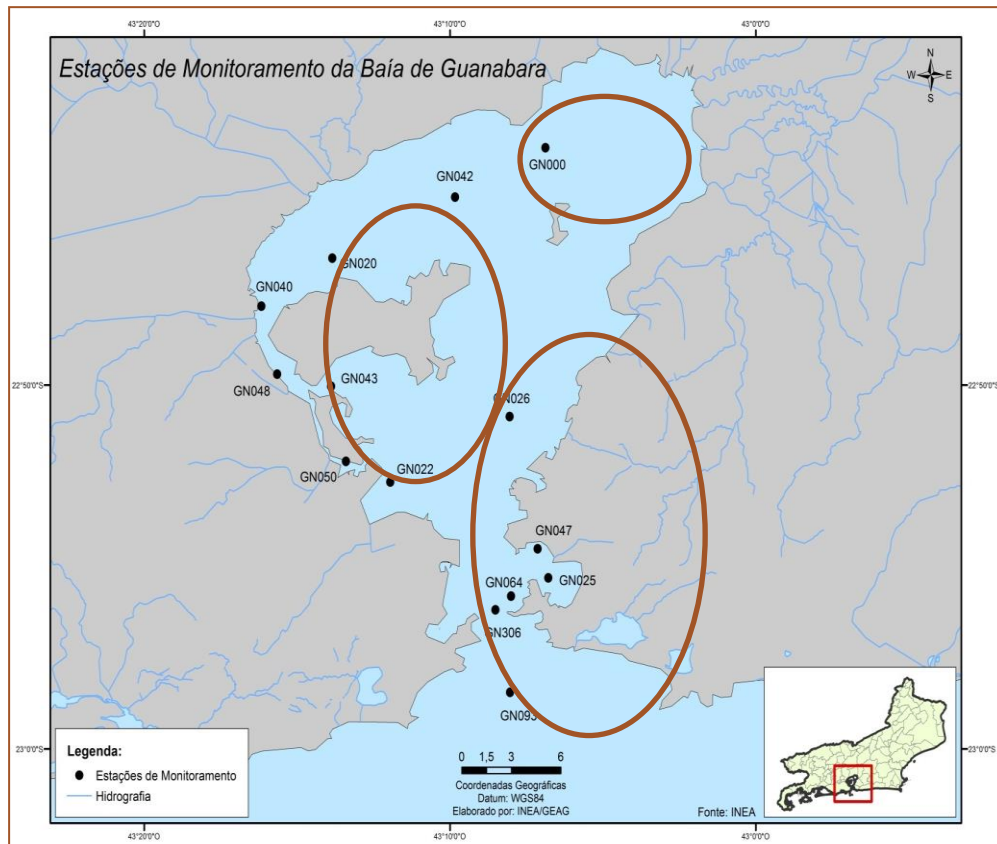 43°20'0"O 43°10'0"O 43°0'0"O
Estações de Monitoramento da Baía de Guanabara
N
W E
S
GN000
GN042
GN020
GN040
GN043
GN048
22°50'0"S 22°50'0"S
GN026
GN050
GN022
GN047
GN025
GN064
GN306
GN093
Legenda:
Estações de Monitoramento
Hidrografia
0 1,5 3 6
Coordenadas Geográficas
Datum: WGS84
Elaborado por: INEA/GEAG
Fonte: INEA
23°0'0"S 23°0'0"S
43°20'0"O 43°10'0"O 43°0'0"O